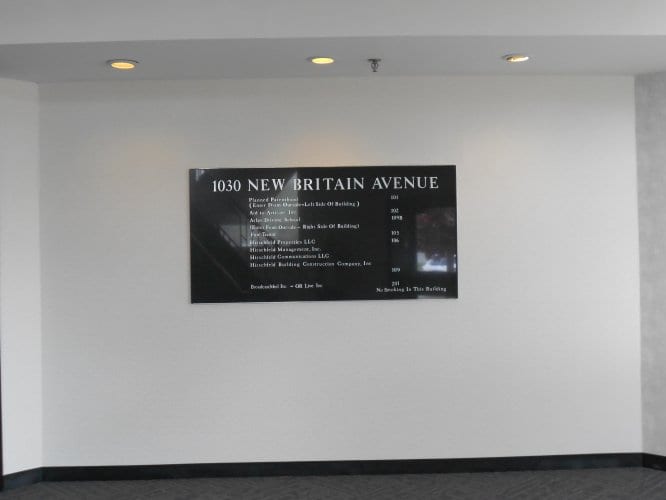 1030 NEW BRITAIN AVENUE
Planned Parenthood 101
(Enter From Outside-Left Side Of Building)
Aid to Artisans Inc 102
Atlas Driving School 109B
(Enter From Outside - Right Side Of Building)
103
Hirschfeld Properties LLC 106
Hirschfeld Management, Inc.
Hirschfeld Communications LLC
Hirschfeld Building Construction Company, Inc
109
Inc - Live Inc 201
No Smoking In This Building